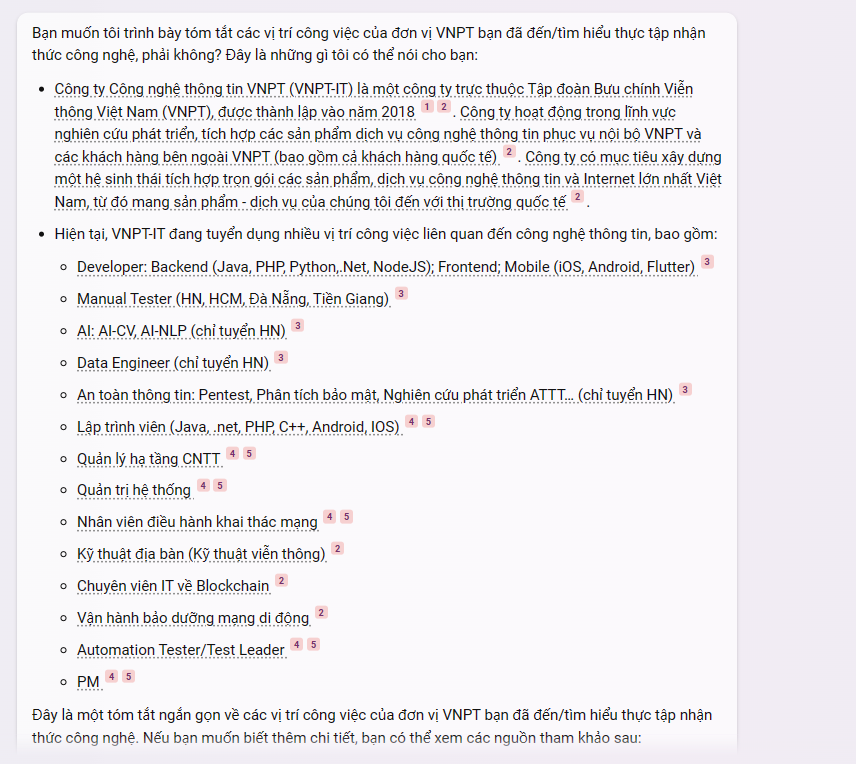 Bạn muốn tôi trình bày tóm tắt các vị trí công việc của đơn vị VNPT bạn đã đến/tìm hiểu thực tập nhận
thức công nghệ, phải không? Đây là những gì tôi có thể nói cho bạn:
• Công ty Công nghệ thông tin VNPT (VNPT-IT) là một công ty trực thuộc Tập đoàn Bưu chính Viễn
thông Việt Nam (VNPT), được thành lập vào năm 2018 1 2 . Công ty hoạt động trong lĩnh vực
nghiên cứu phát triển, tích hợp các sản phẩm dịch vụ công nghệ thông tin phục vụ nội bộ VNPT và
các khách hàng bên ngoài VNPT (bao gồm cả khách hàng quốc tế) 2 . Công ty có mục tiêu xây dựng
một hệ sinh thái tích hợp trọn gói các sản phẩm, dịch vụ công nghệ thông tin và Internet lớn nhất Việt
Nam, từ đó mang sản phẩm - dịch vụ của chúng tôi đến với thị trường quốc tế 2 .
• Hiện tại, VNPT-IT đang tuyển dụng nhiều vị trí công việc liên quan đến công nghệ thông tin, bao gồm:
○ Developer: Backend (Java, PHP, Python,.Net, NodeJS); Frontend; Mobile (iOS, Android, Flutter) 3
○ Manual Tester (HN, HCM, Đà Nẵng, Tiền Giang) 3
○ AI: AI-CV, AI-NLP (chỉ tuyển HN) 3
○ Data Engineer (chỉ tuyển HN) 3
○ An toàn thông tin: Pentest, Phân tích bảo mật, Nghiên cứu phát triển ATTT... (chỉ tuyển HN) 3
○ Lập trình viên (Java, .net, PHP, C++, Android, IOS) 4 5
○ Quản lý hạ tầng CNTT 4 5
○ Quản trị hệ thống 4 5
○ Nhân viên điều hành khai thác mạng 4 5
○ Kỹ thuật địa bàn (Kỹ thuật viễn thông) 2
○ Chuyên viên IT về Blockchain 2
○ Vận hành bảo dưỡng mạng di động 2
○ Automation Tester/Test Leader 4 5
○ PM 4 5
Đây là một tóm tắt ngắn gọn về các vị trí công việc của đơn vị VNPT bạn đã đến/tìm hiểu thực tập nhận
thức công nghệ. Nếu bạn muốn biết thêm chi tiết, bạn có thể xem các nguồn tham khảo sau: